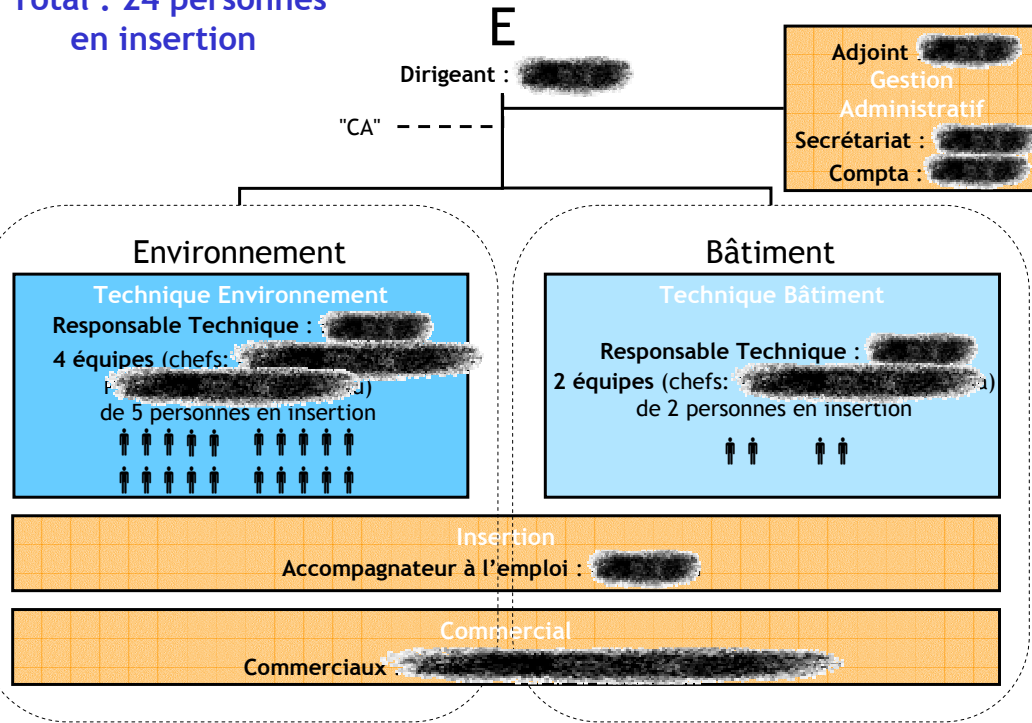 Total : 24 personnes
en insertion
E
Dirigeant :
"CA"
Adjoint :
Gestion
Administratif
Secrétariat :
Compta :
Environnement
Technique Environnement
Responsable Technique :
4 équipes (chefs:
)
de 5 personnes en insertion
Bâtiment
Technique Bâtiment
Responsable Technique :
2 équipes (chefs: )
de 2 personnes en insertion
Insertion
Accompagnateur à l’emploi :
Commercial
Commerciaux :